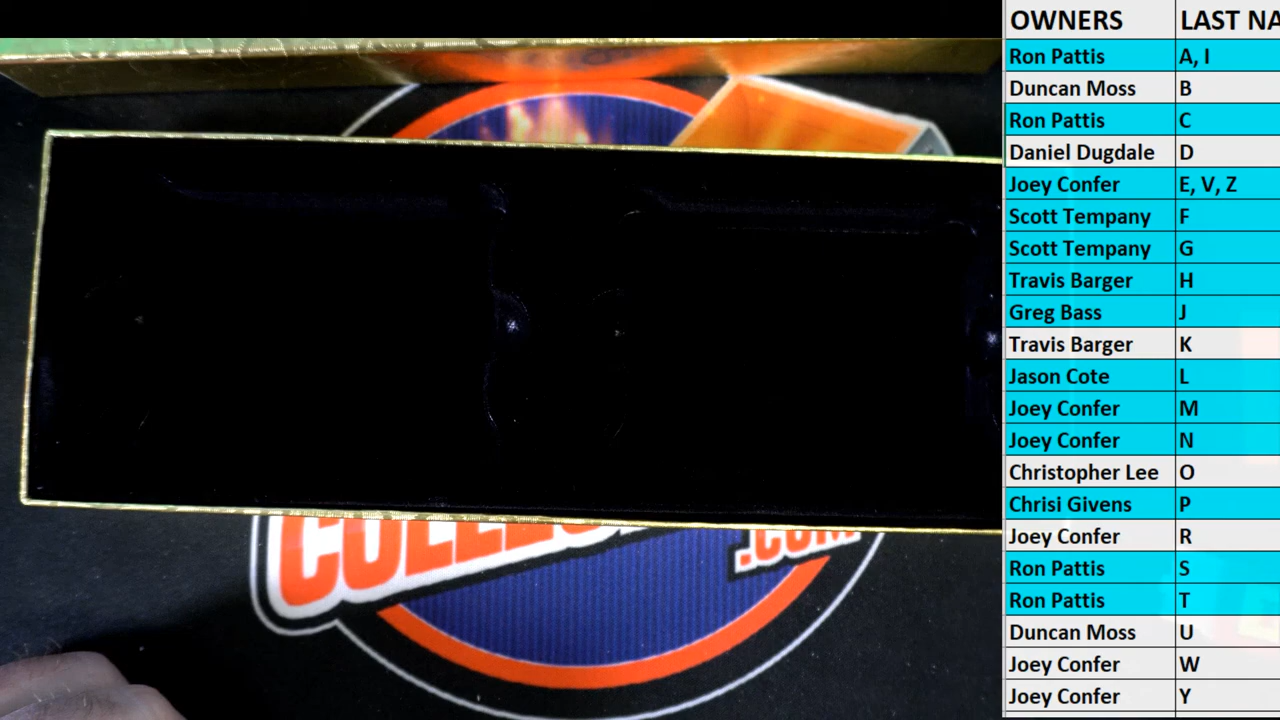 OWNERS LAST NA
Ron Pattis A, I
Duncan Moss B
Ron Pattis C
Daniel Dugdale D
Joey Confer E, V, Z
Scott Tempany F
Scott Tempany G
Travis Barger H
Greg Bass J
Travis Barger K
Jason Cote L
Joey Confer M
Joey Confer N
Christopher Lee O
Chrisi Givens P
Joey Confer R
Ron Pattis S
Ron Pattis T
Duncan Moss U
Joey Confer W
Joey Confer Y
.COM